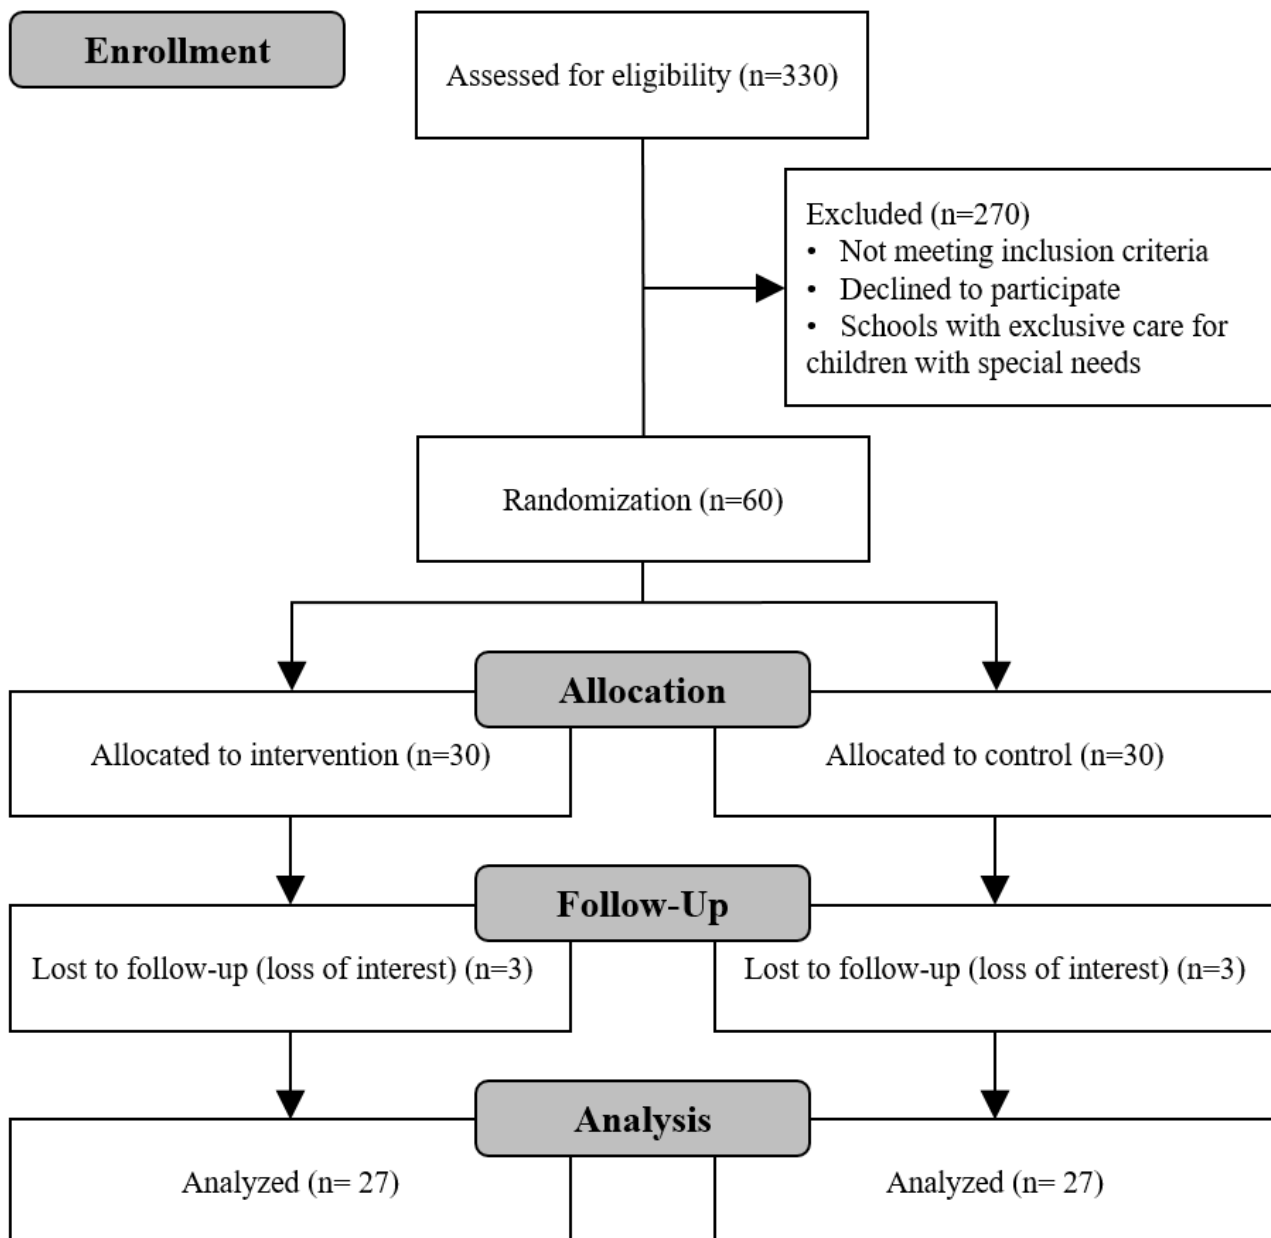 Enrollment
Assessed for eligibility (n=330)
Excluded (n=270)
• Not meeting inclusion criteria
• Declined to participate
• Schools with exclusive care for
children with special needs
Randomization (n=60)
Allocation
Allocated to intervention (n=30)
Allocated to control (n=30)
Follow-Up
Lost to follow-up (loss of interest) (n=3)
Lost to follow-up (loss of interest) (n=3)
Analysis
Analyzed (n= 27)
Analyzed (n= 27)